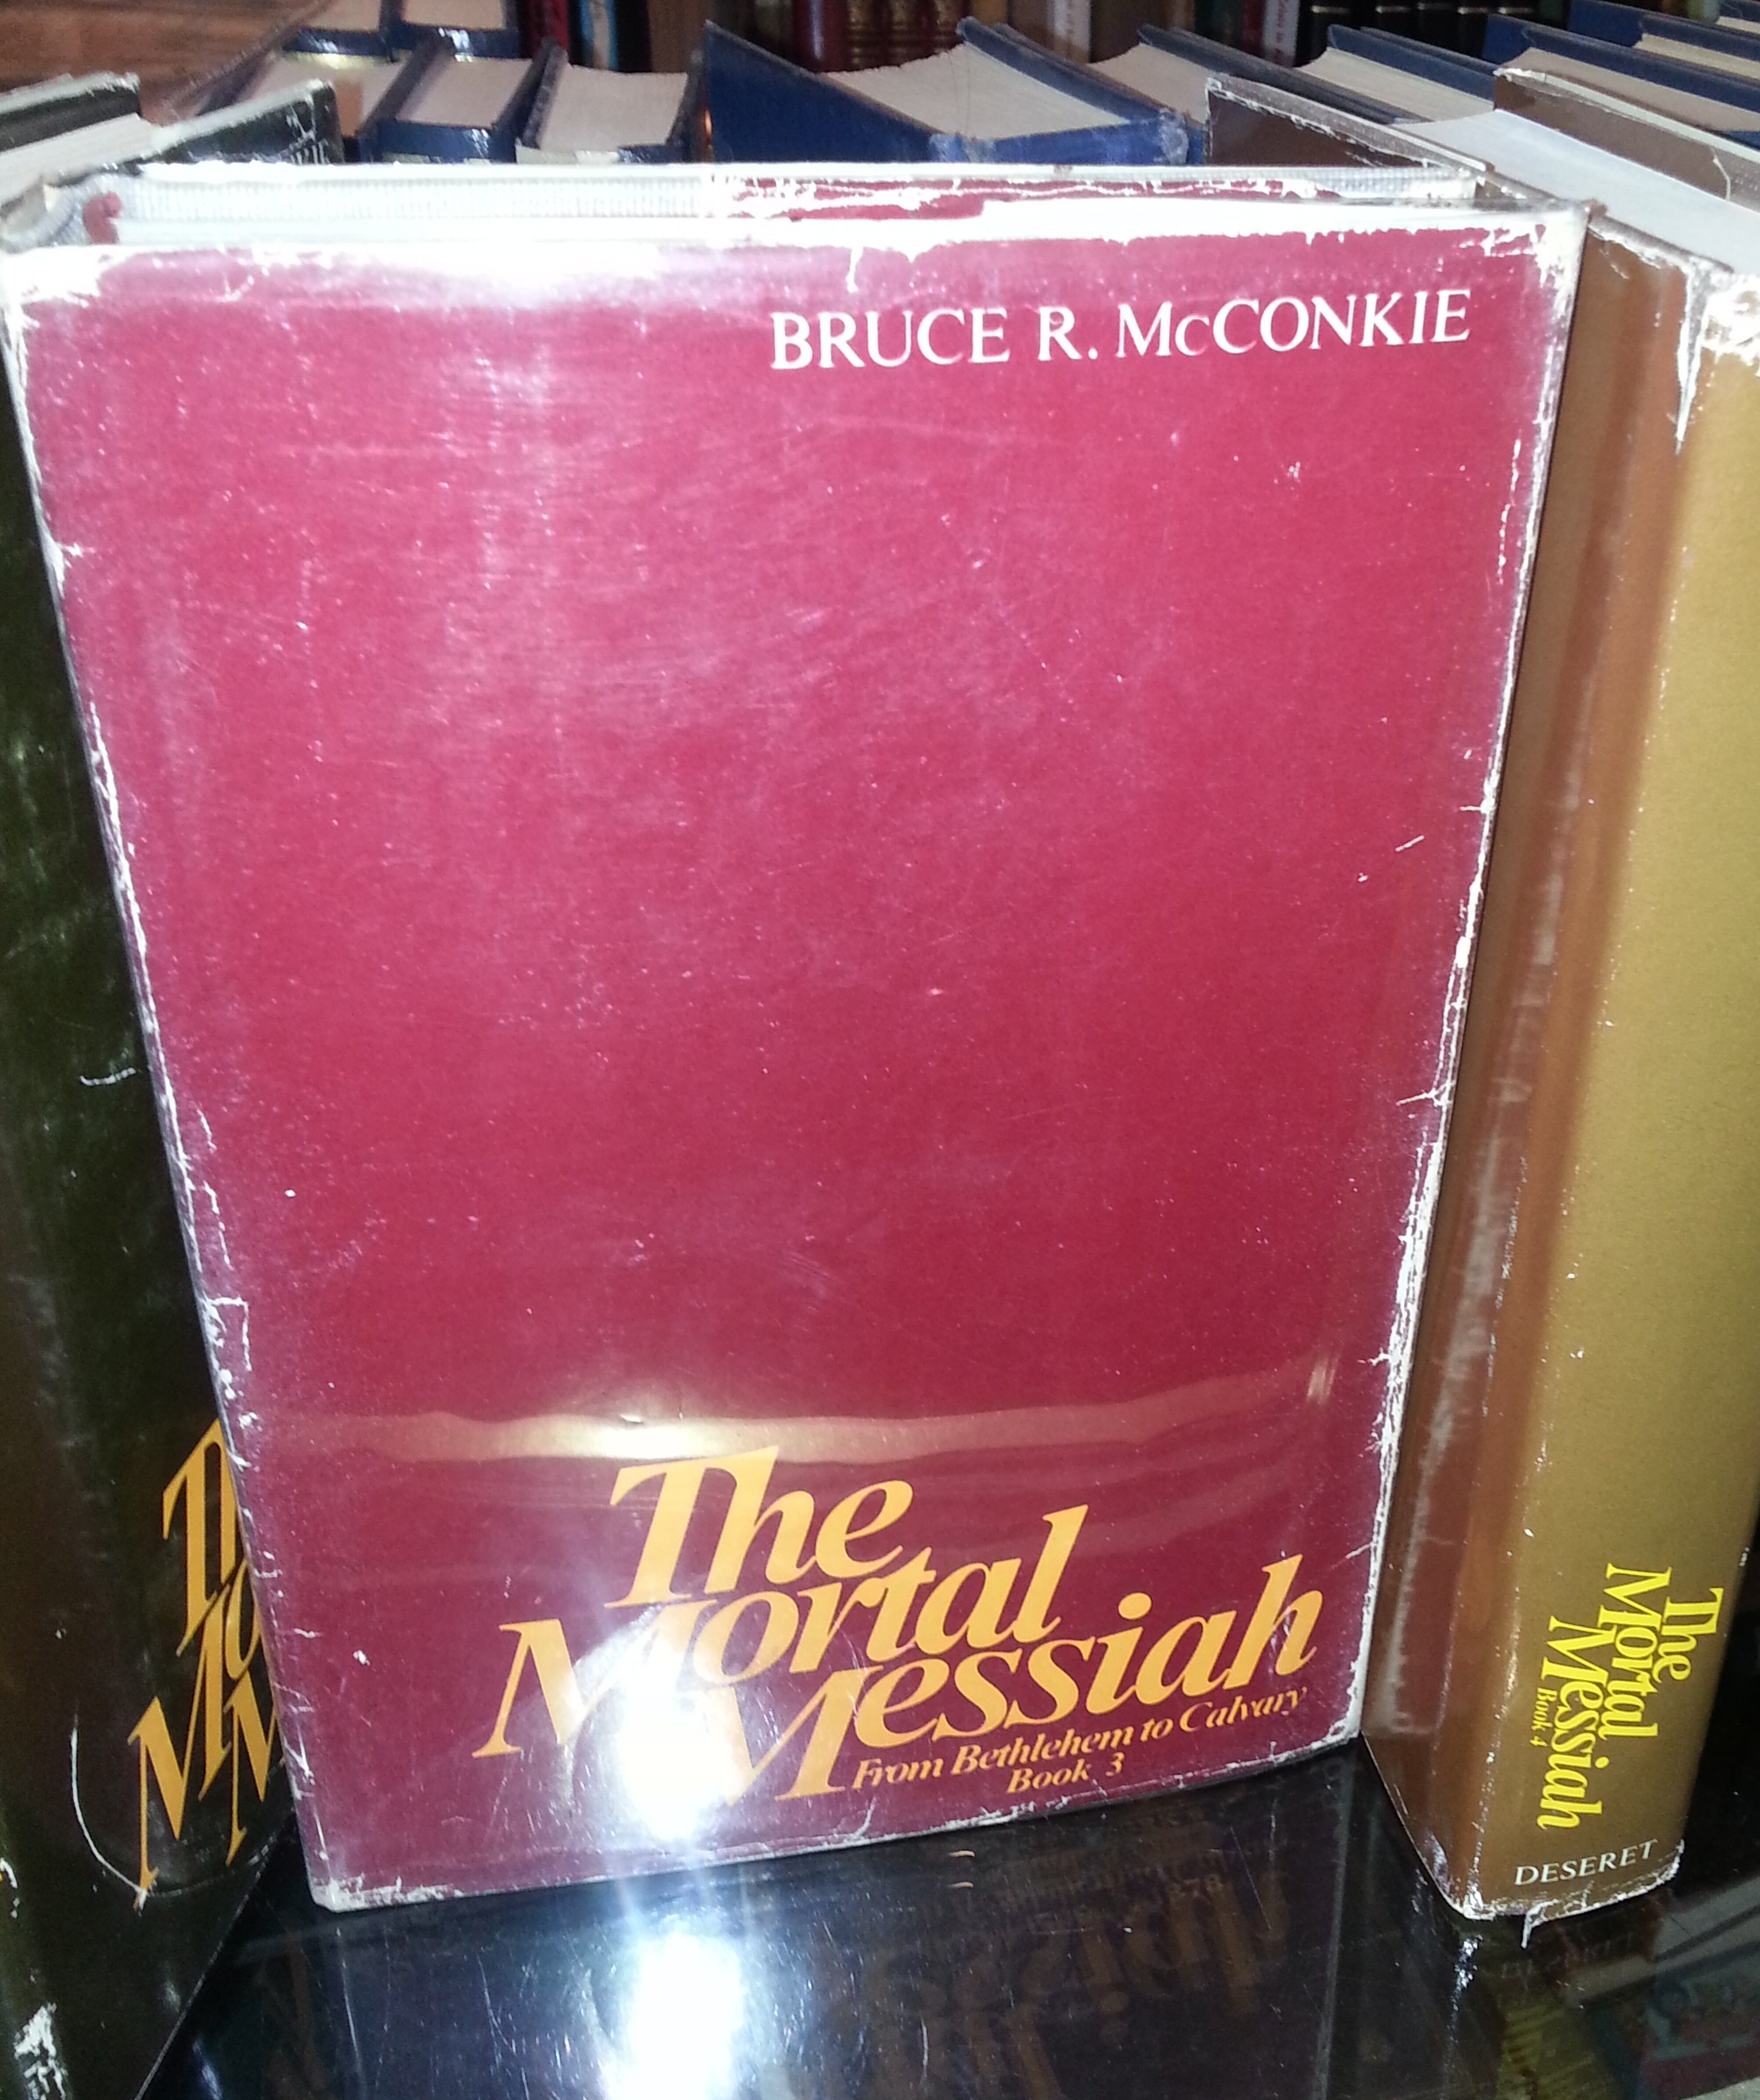 BRUCE R. McCONKIE
The
Mortal
Messiah
From Bethlehem to Calvary
Book 3
The
Mortal
Messiah
Book 4
DESERET